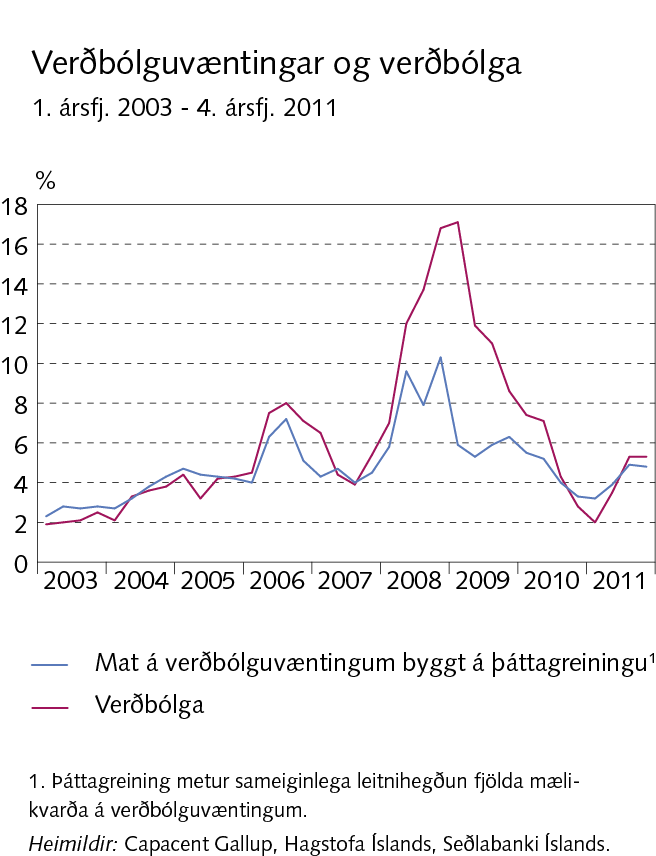 Verðbólguvæntingar og verðbólga
1. ársfj. 2003 - 4. ársfj. 2011
%
18
16
14
12
10
8
6
4
2
0
2003 2004 2005 2006 2007 2008 2009 2010 2011
Mat á verðbólguvæntingum byggt á þáttagreiningu¹
Verðbólga
1. Þáttagreining metur sameiginlega leitnihegðun fjölda mæli-
kvarða á verðbólguvæntingum.
Heimildir: Capacent Gallup, Hagstofa Íslands, Seðlabanki Íslands.